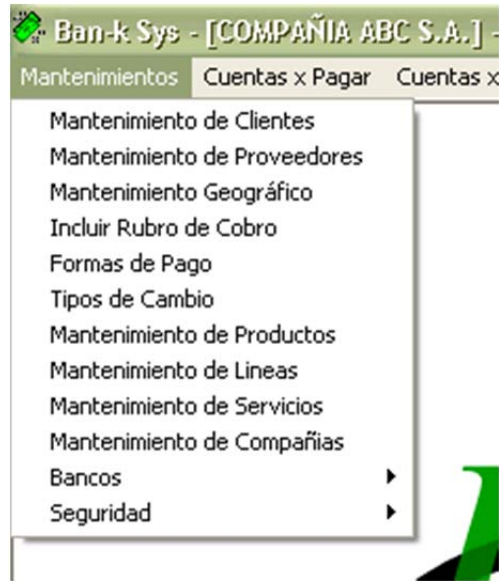 Ban-k Sys - [COMPAÑIA ABC S.A.] -
Mantenimientos Cuentas x Pagar Cuentas x
Mantenimiento de Clientes
Mantenimiento de Proveedores
Mantenimiento Geográfico
Incluir Rubro de Cobro
Formas de Pago
Tipos de Cambio
Mantenimiento de Productos
Mantenimiento de Lineas
Mantenimiento de Servicios
Mantenimiento de Compañias
Bancos
Seguridad